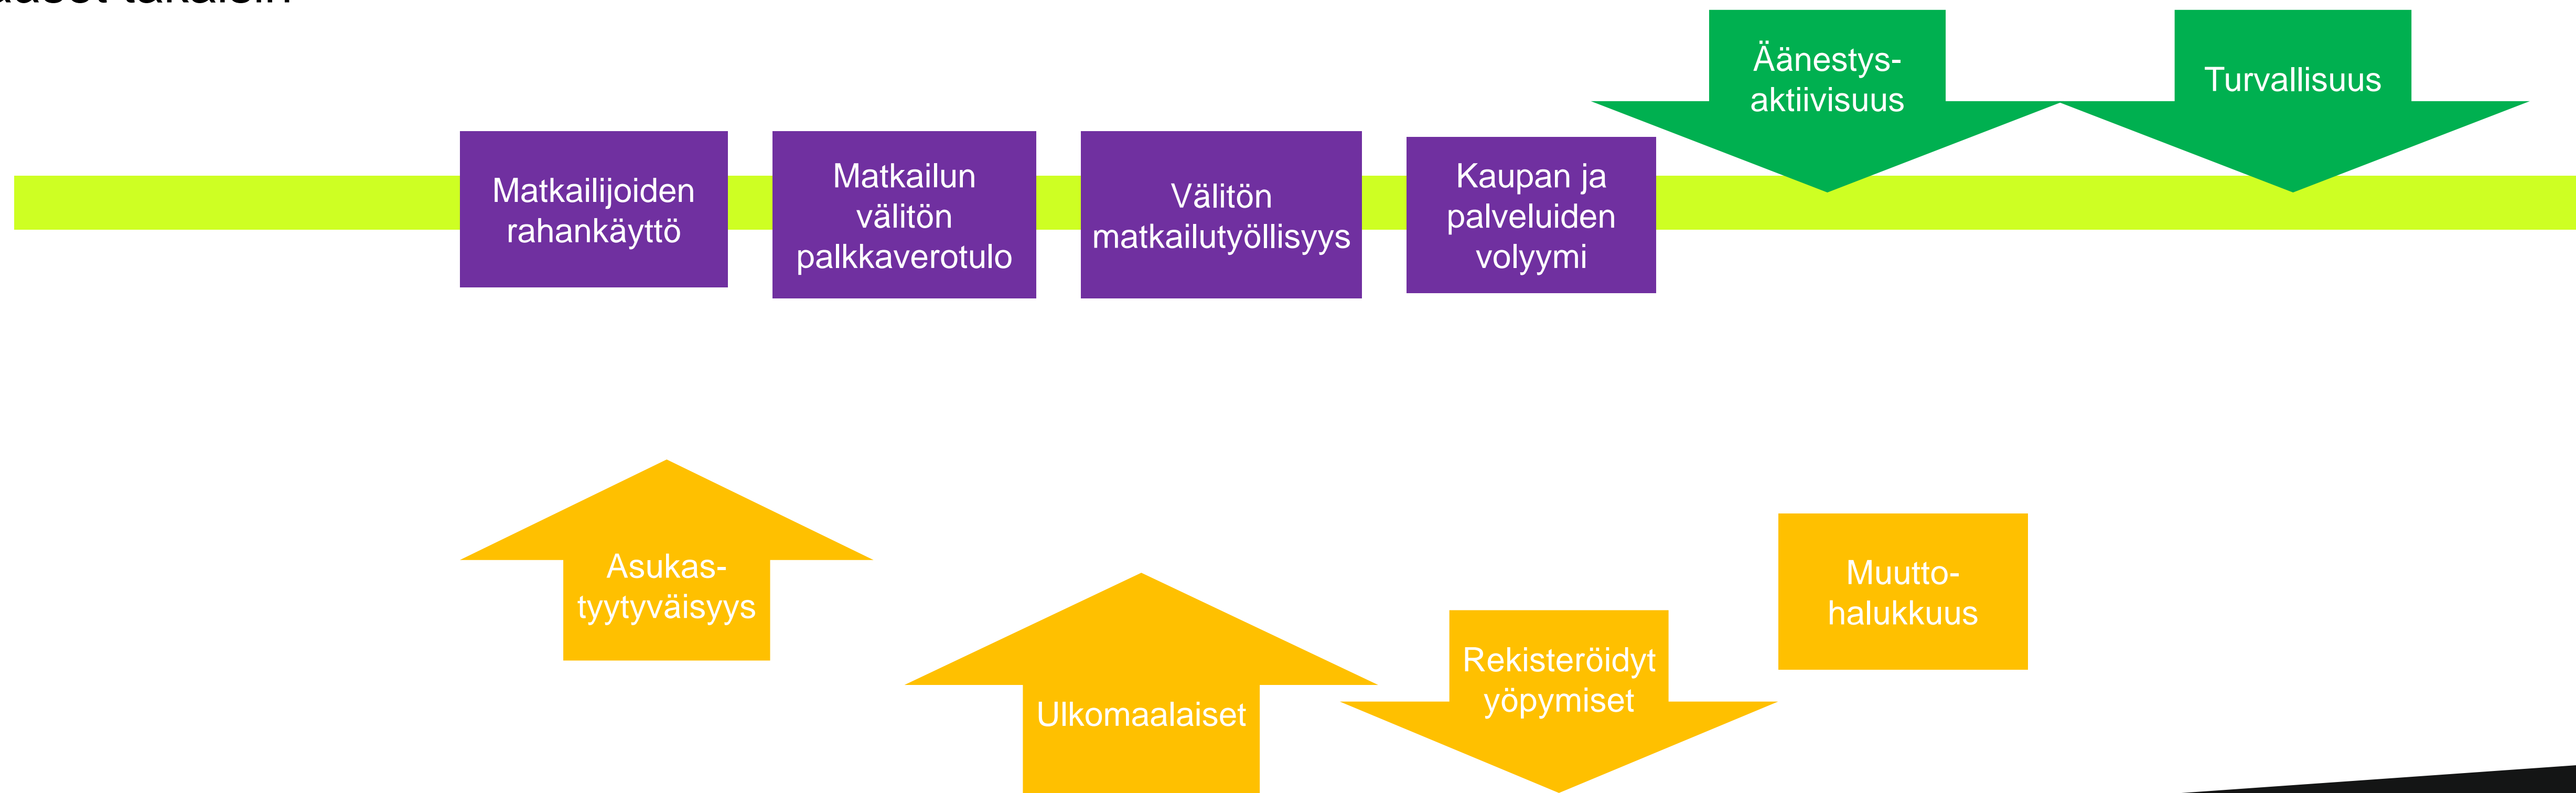 takaisin
Äänestys-
aktiivisuus
Turvallisuus
Matkailijoiden
rahankäyttö
Matkailun
välitön
palkkaverotulo
Välitön
matkailutyöllisyys
Kaupan ja
palveluiden
volyymi
Asukas-
tyytyväisyys
Ulkomaalaiset
Rekisteröidyt
yöpymiset
Muutto-
halukkuus